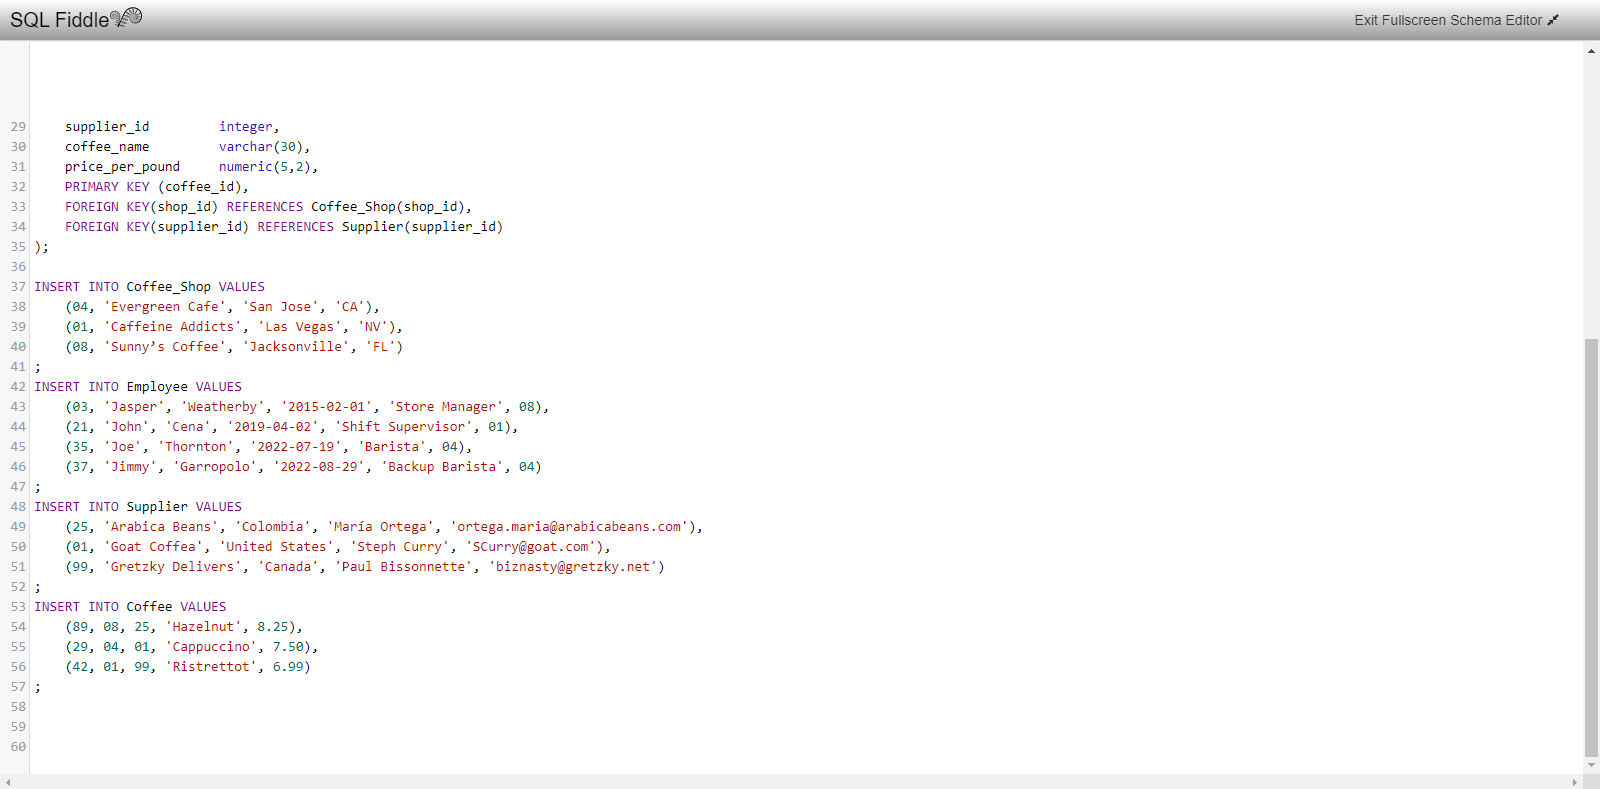 SQL Fiddle
Exit Fullscreen Schema Editor
29 supplier_id integer,
30 coffee_name varchar(30),
31 price_per_pound numeric(5,2),
32 PRIMARY KEY (coffee_id),
33 FOREIGN KEY(shop_id) REFERENCES Coffee_Shop(shop_id),
34 FOREIGN KEY(supplier_id) REFERENCES Supplier(supplier_id)
35 );
36
37 INSERT INTO Coffee_Shop VALUES
38 (04, 'Evergreen Cafe', 'San Jose', 'CA'),
39 (01, 'Caffeine Addicts', 'Las Vegas', 'NV'),
40 (08, 'Sunny’s Coffee', 'Jacksonville', 'FL')
41 ;
42 INSERT INTO Employee VALUES
43 (03, 'Jasper', 'Weatherby', '2015-02-01', 'Store Manager', 08),
44 (21, 'John', 'Cena', '2019-04-02', 'Shift Supervisor', 01),
45 (35, 'Joe', 'Thornton', '2022-07-19', 'Barista', 04),
46 (37, 'Jimmy', 'Garropolo', '2022-08-29', 'Backup Barista', 04)
47 ;
48 INSERT INTO Supplier VALUES
49 (25, 'Arabica Beans', 'Colombia', 'María Ortega', 'ortega.maria@arabicabeans.com'),
50 (01, 'Goat Coffea', 'United States', 'Steph Curry', 'SCurry@goat.com'),
51 (99, 'Gretzky Delivers', 'Canada', 'Paul Bissonnette', 'biznasty@gretzky.net')
52 ;
53 INSERT INTO Coffee VALUES
54 (89, 08, 25, 'Hazelnut', 8.25),
55 (29, 04, 01, 'Cappuccino', 7.50),
56 (42, 01, 99, 'Ristrettot', 6.99)
57 ;
58
59
60